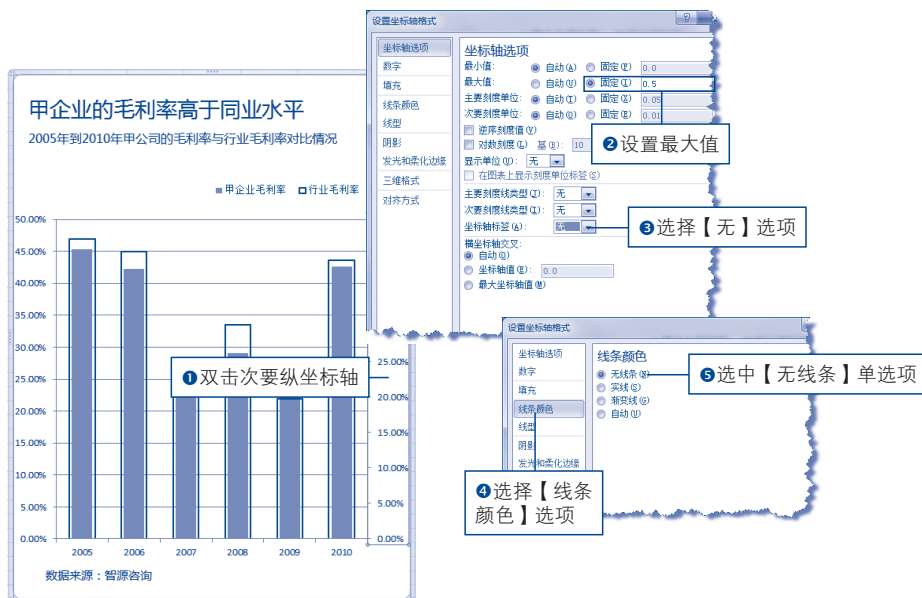 甲企业的毛利率高于同业水平
2005年到2010年甲公司的毛利率与行业毛利率对比情况
甲企业毛利率 行业毛利率
50.00%
45.00%
40.00%
35.00%
30.00%
25.00%
20.00%
15.00%
10.00%
5.00%
0.00%
2005 2006 2007 2008 2009 2010
数据来源：智源咨询
25.00%
20.00%
15.00%
10.00%
5.00%
0.00%
❶双击次要纵坐标轴
设置坐标轴格式
坐标轴选项
数字
填充
线条颜色
线型
阴影
发光和柔化边缘
三维格式
对齐方式
坐标轴选项
最小值: 自动(A) 固定(F) 0.0
最大值: 自动(U) 固定(I) 0.5
主要刻度单位: 自动(T) 固定(X) 0.05
次要刻度单位: 自动(O) 固定(E) 0.01
逆序刻度值(V)
对数刻度(L) 基(B): 10
显示单位(U): 无
在图表上显示刻度单位标签(S)
主要刻度线类型(J): 无
次要刻度线类型(I): 无
坐标轴标签(A): 无
横坐标轴交叉:
自动(O)
坐标轴值(E): 0.0
最大坐标轴值(M)
❷设置最大值
❸选择【无】选项
设置坐标轴格式
坐标轴选项
数字
填充
线条颜色
线型
阴影
发光和柔化边缘
线条颜色
无线条(N)
实线(S)
渐变线(G)
自动(U)
❹选择【线条
颜色】选项
❺选中【无线条】单选项